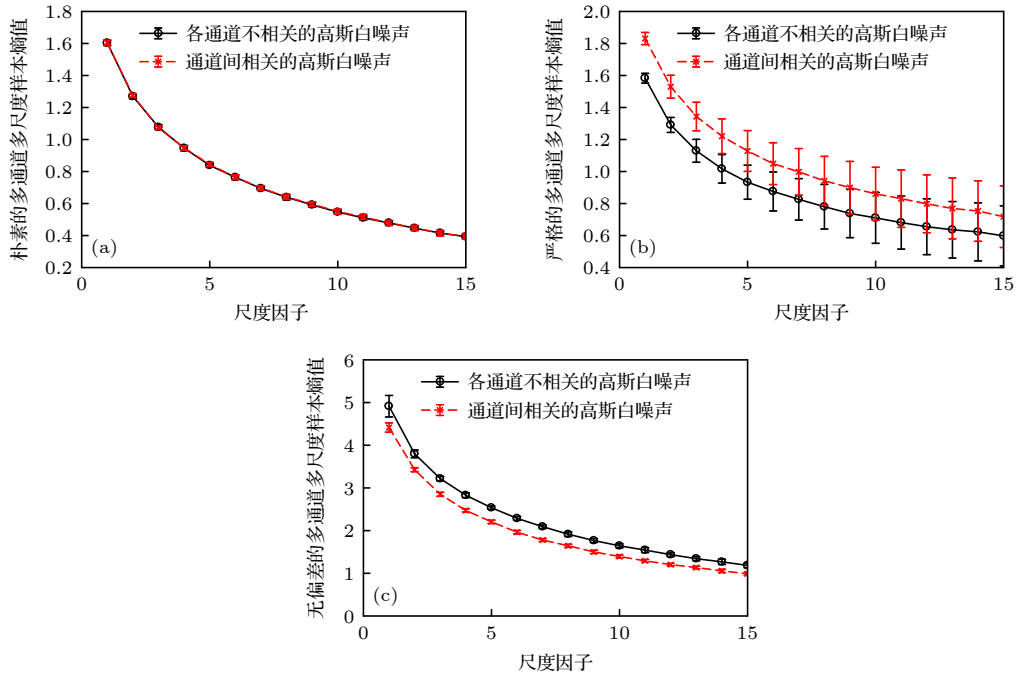 朴素的多通道多尺度样本熵值
1.8
1.6
1.4
1.2
1.0
0.8
0.6
0.4
0.2
各通道不相关的高斯白噪声
通道间相关的高斯白噪声
(a)
0
5
10
15
尺度因子
严格的多通道多尺度样本熵值
2.0
1.8
1.6
1.4
1.2
1.0
0.8
0.6
0.4
各通道不相关的高斯白噪声
通道间相关的高斯白噪声
(b)
0
5
10
15
尺度因子
无偏差的多通道多尺度样本熵值
6
5
4
3
2
1
0
各通道不相关的高斯白噪声
通道间相关的高斯白噪声
(c)
0
5
10
15
尺度因子